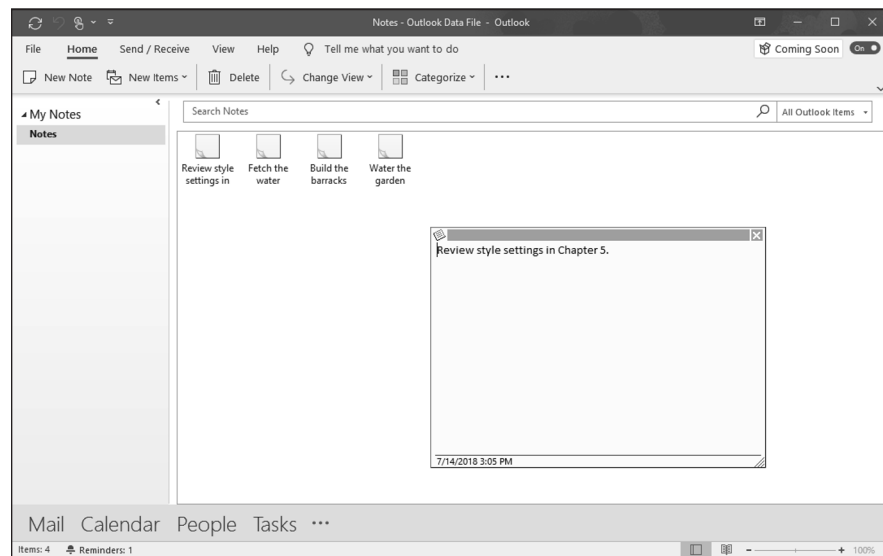 Notes - Outlook Data File - Outlook
File Home Send / Receive View Help Tell me what you want to do Coming Soon On
New Note New Items Delete Change View Categorize ...
My Notes
Notes
Search Notes All Outlook Items
Review style settings in
Fetch the water
Build the barracks
Water the garden
Review style settings in Chapter 5.
7/14/2018 3:05 PM
Mail Calendar People Tasks ...
Items: 4 Reminders: 1 100%